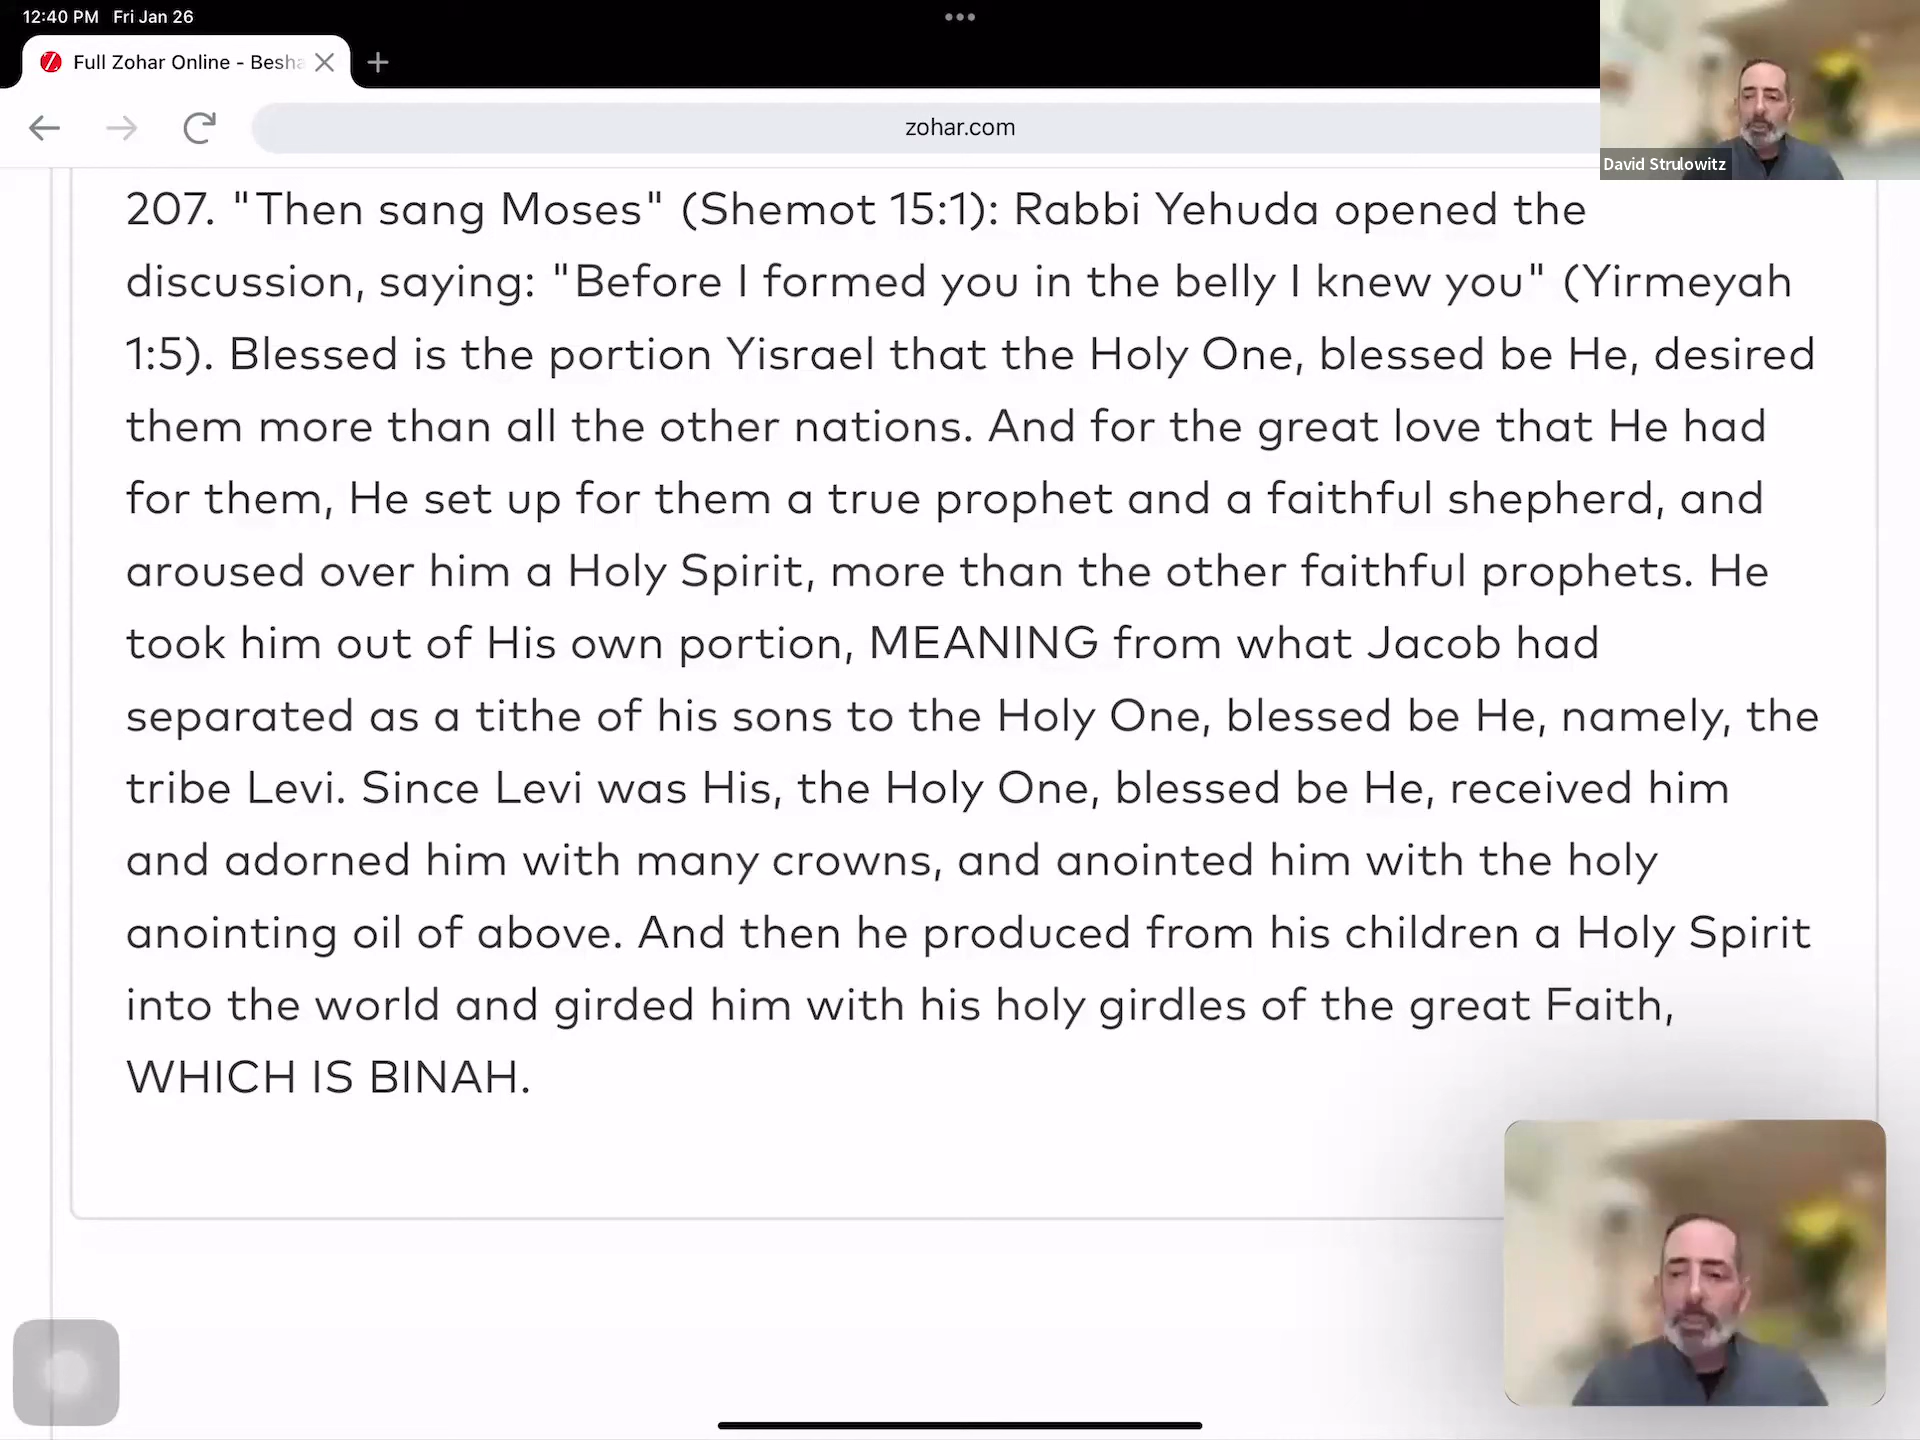 12:40 PM Fri Jan 26
Full Zohar Online - Besha
zohar.com
David Strulowitz
207. "Then sang Moses" (Shemot 15:1): Rabbi Yehuda opened the
discussion, saying: "Before I formed you in the belly I knew you" (Yirmeyah
1:5). Blessed is the portion Yisrael that the Holy One, blessed be He, desired
them more than all the other nations. And for the great love that He had
for them, He set up for them a true prophet and a faithful shepherd, and
aroused over him a Holy Spirit, more than the other faithful prophets. He
took him out of His own portion, MEANING from what Jacob had
separated as a tithe of his sons to the Holy One, blessed be He, namely, the
tribe Levi. Since Levi was His, the Holy One, blessed be He, received him
and adorned him with many crowns, and anointed him with the holy
anointing oil of above. And then he produced from his children a Holy Spirit
into the world and girded him with his holy girdles of the great Faith,
WHICH IS BINAH.